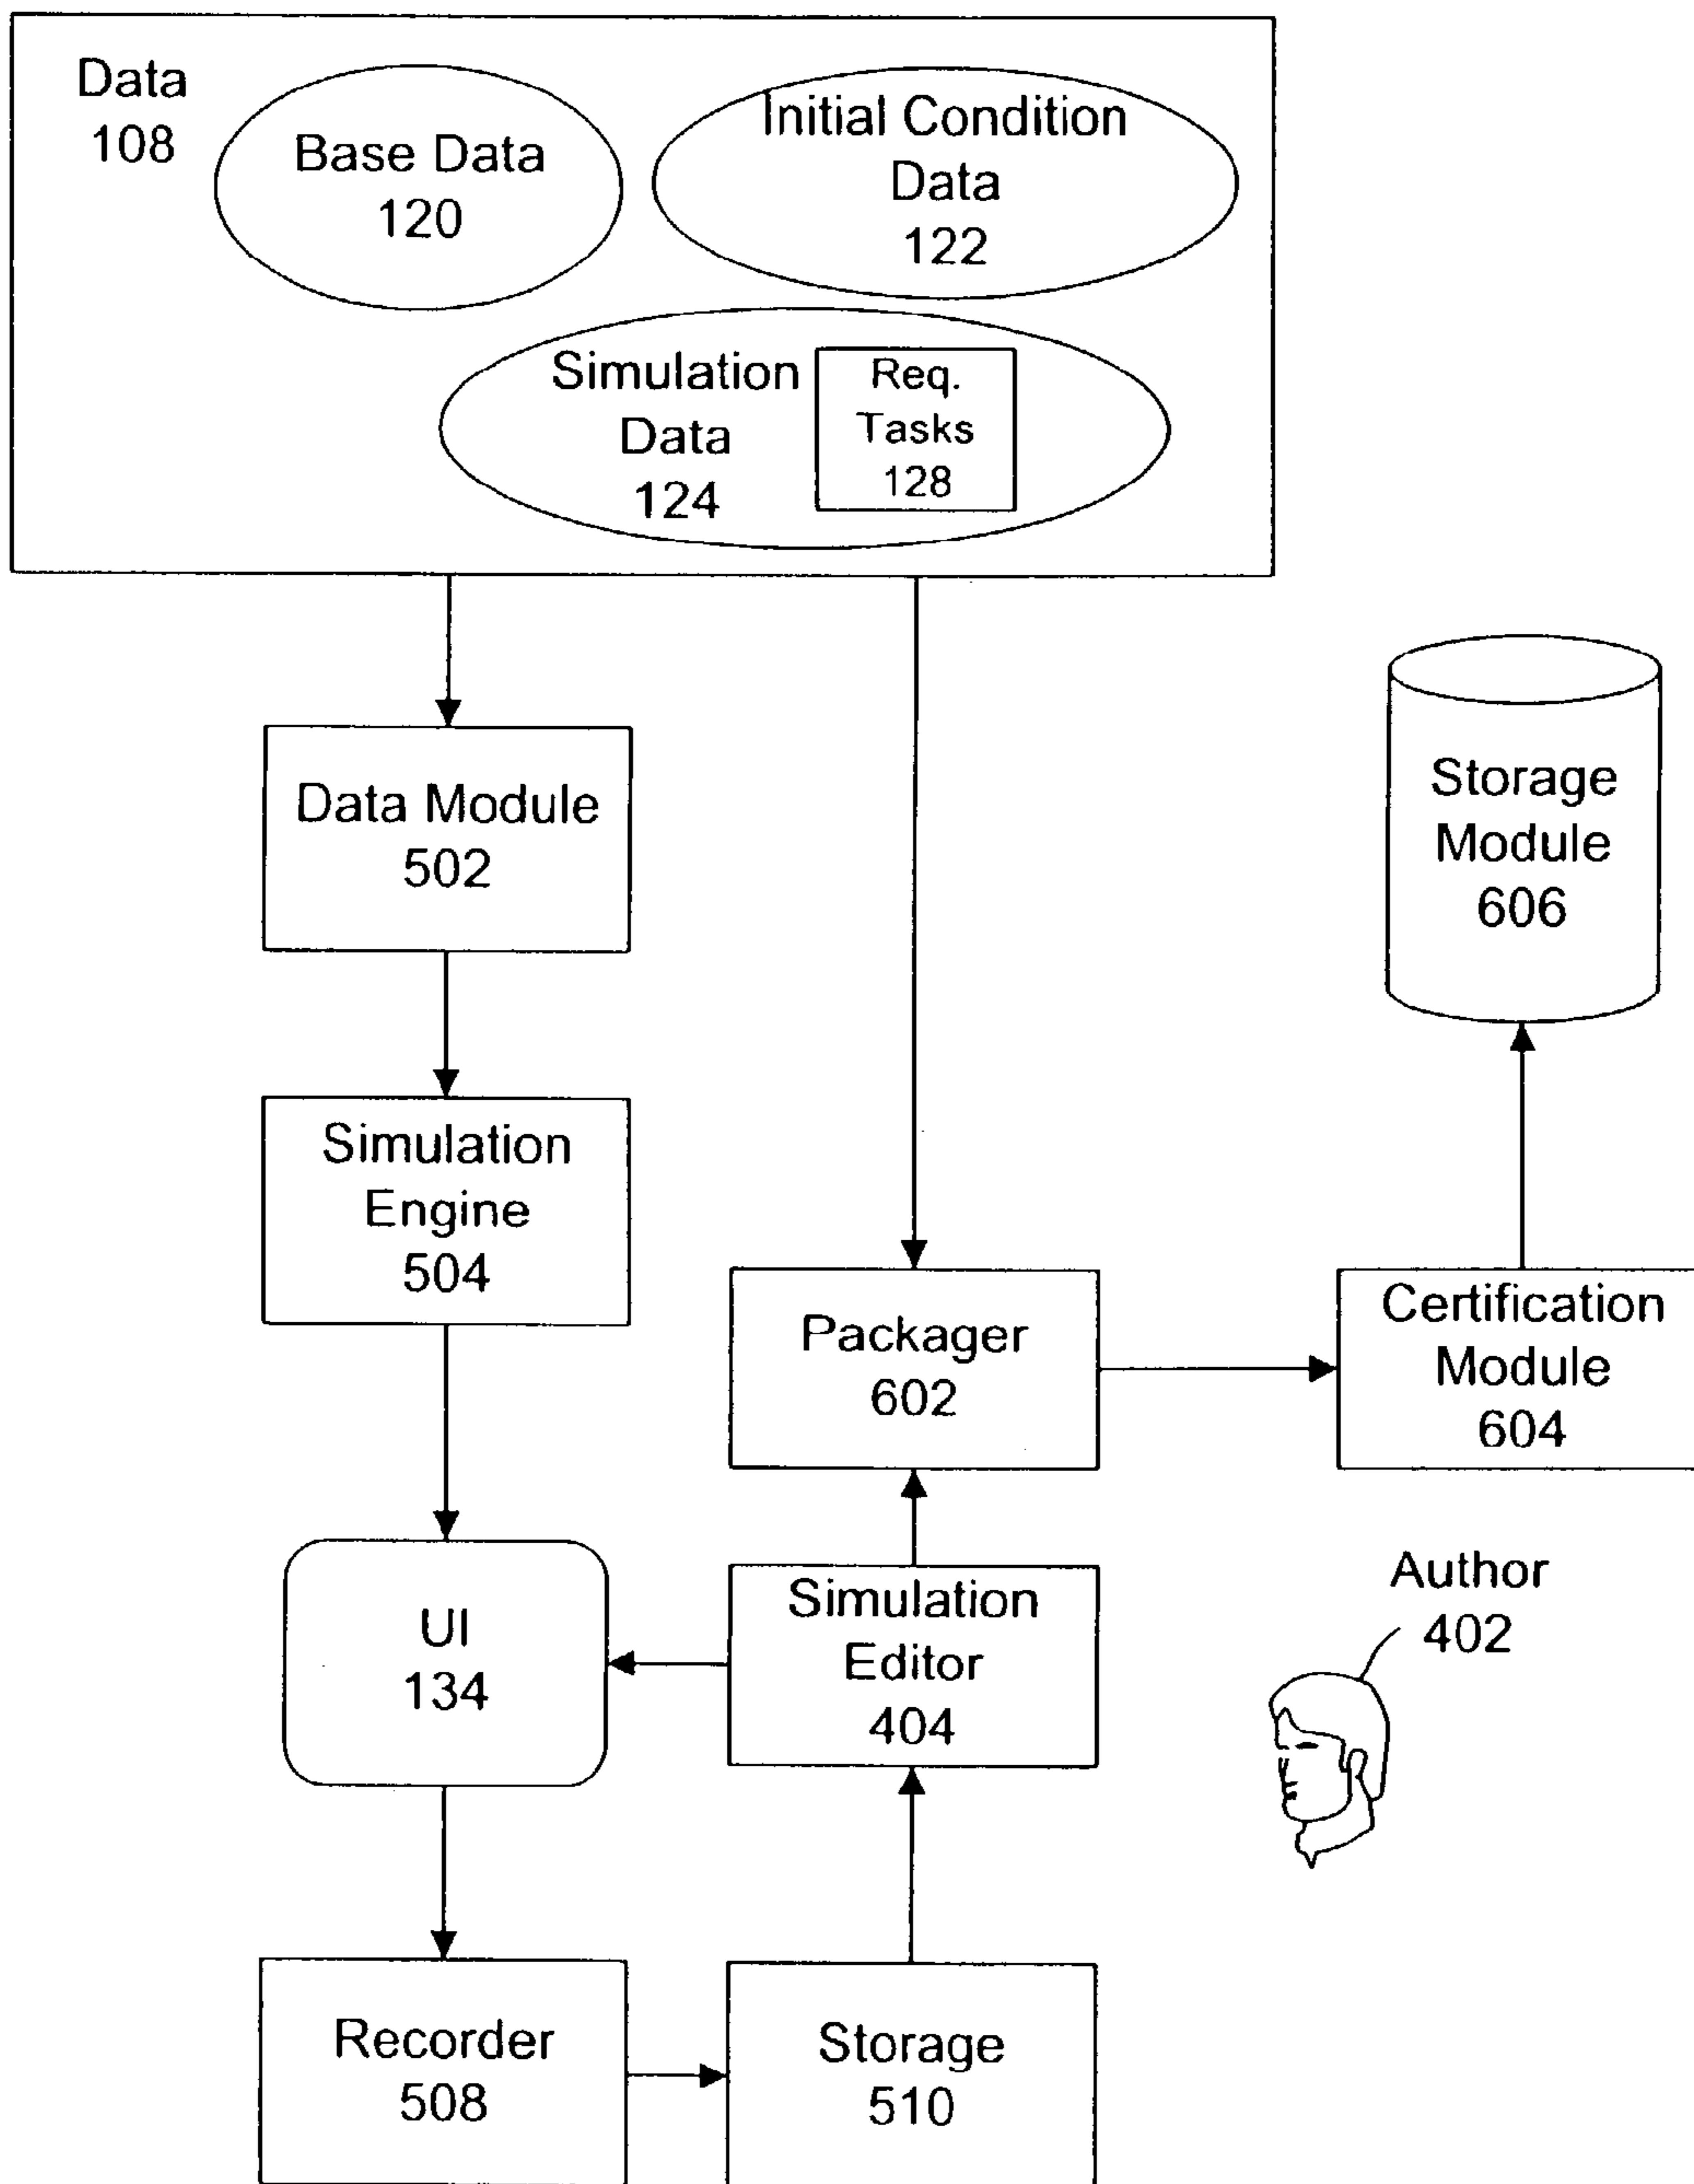 Data
108
Base Data
120
Initial Condition
Data
122
Simulation
Data
124
Req.
Tasks
128
Data Module
502
Storage
Module
606
Simulation
Engine
504
Packager
602
Certification
Module
604
UI
134
Simulation
Editor
404
Author
402
Recorder
508
Storage
510